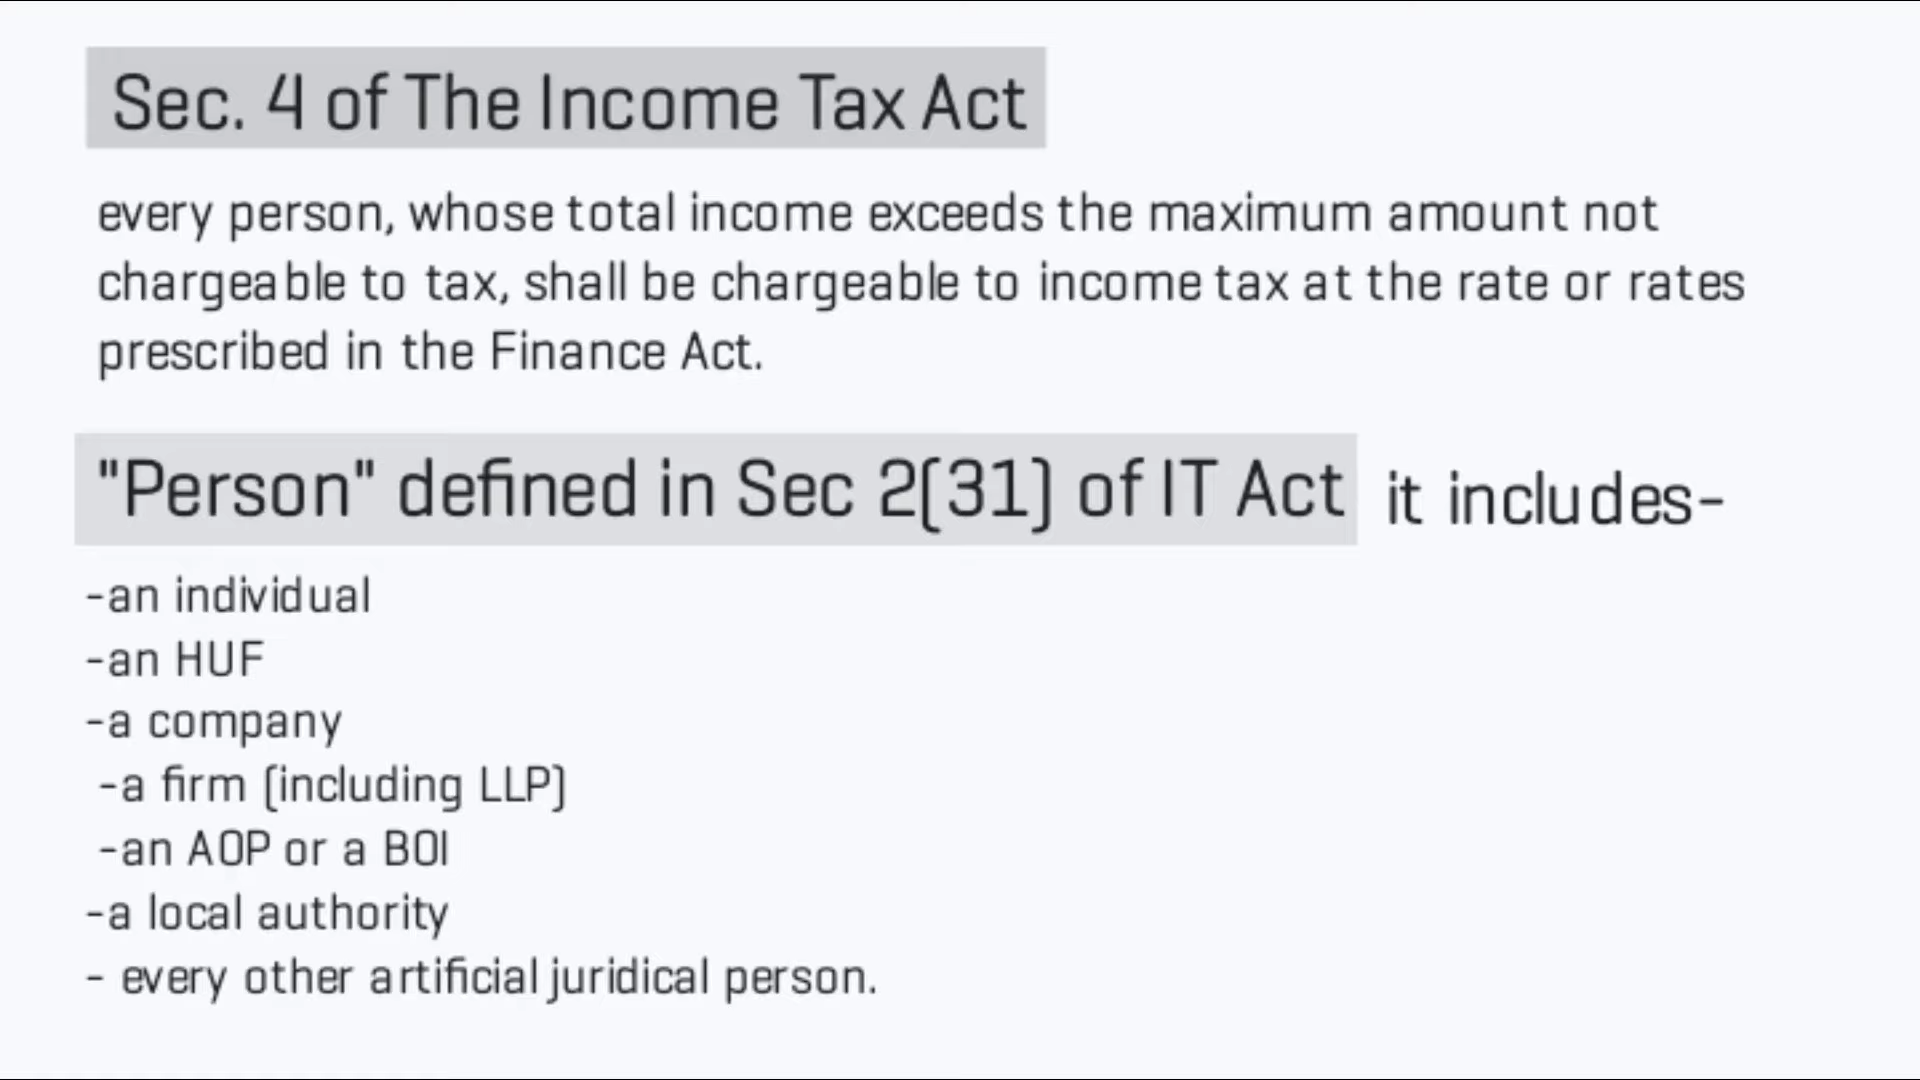 Sec. 4 of The Income Tax Act
every person, whose total income exceeds the maximum amount not
chargeable to tax, shall be chargeable to income tax at the rate or rates
prescribed in the Finance Act.
"Person" defined in Sec 2(31) of IT Act it includes-
-an individual
-an HUF
-a company
-a firm (including LLP)
-an AOP or a BOI
-a local authority
- every other artificial juridical person.